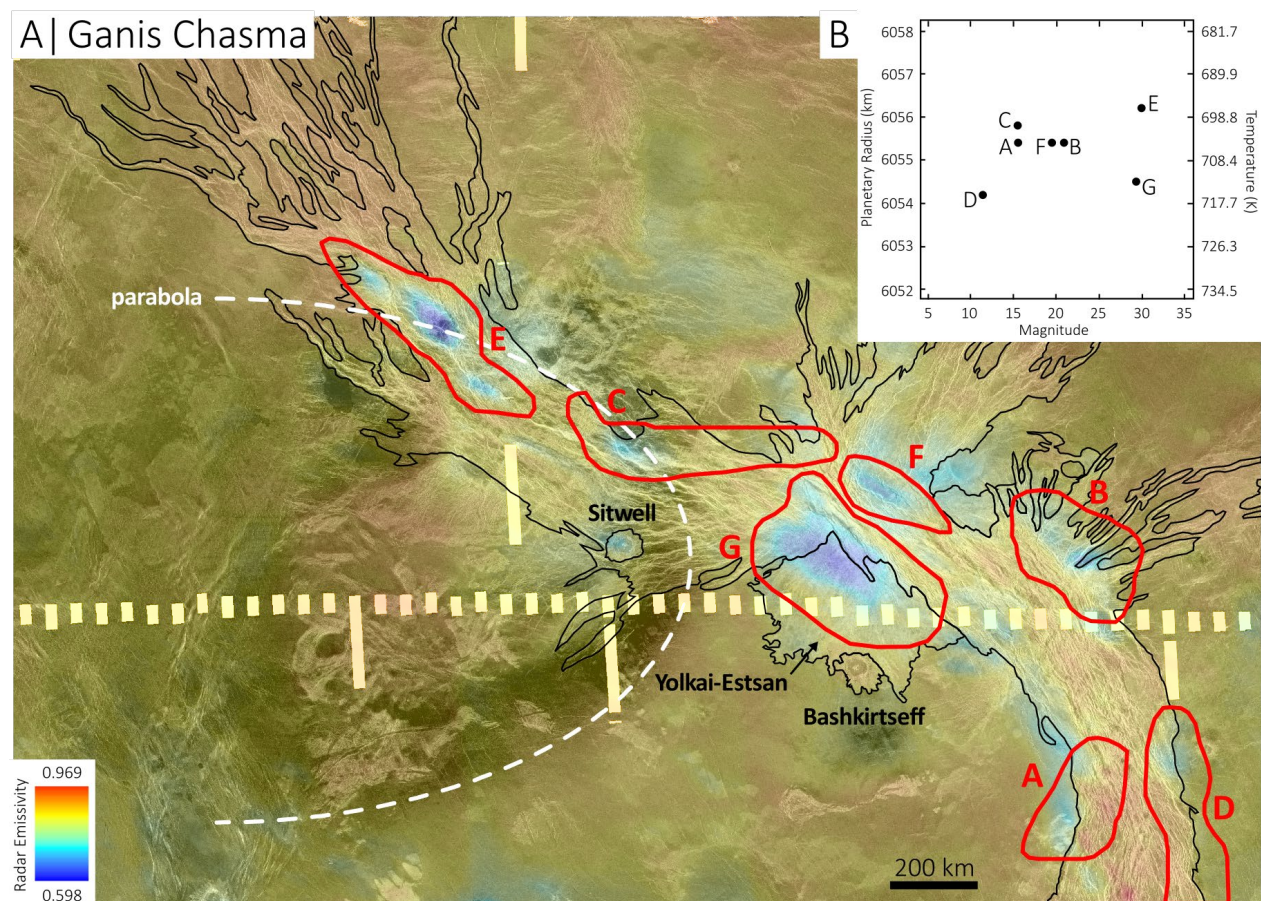 A | Ganis Chasma
parabola
E
C
F
B
Sitwell
G
Yolkai-Estsan
Bashkirtseff
A
D
200 km
0.969
Radar Emissivity
0.598
B
Planetary Radius (km)
6058
6057
6056
6055
6054
6053
6052
5 10 15 20 25 30 35
Magnitude
681.7
689.9
698.8
708.4
717.7
726.3
734.5
Temperature (K)
C
A
F
B
E
D
G